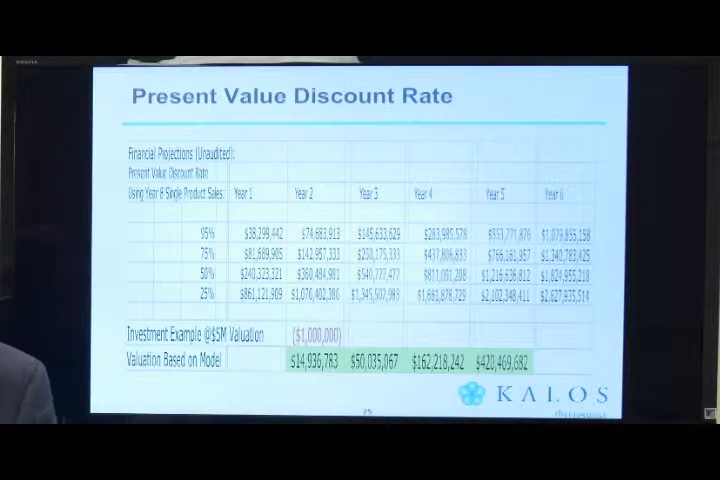 BRAVIA
Present Value Discount Rate
Financial Projections (Unaudited):
Present Value Discount Rate
Using Year 8 Single Product Sales: Year 1 Year 2 Year 3 Year 4 Year 5 Year 6
95% $38,299,442 $74,683,913 $145,633,629 $283,985,578 $553,771,876 $1,079,855,158
75% $81,689,905 $142,957,333 $250,175,333 $437,806,833 $766,161,957 $1,340,783,425
50% $240,323,321 $360,484,981 $540,727,472 $811,091,208 $1,216,636,812 $1,824,955,218
25% $861,121,909 $1,076,402,386 $1,345,502,983 $1,681,878,729 $2,102,348,411 $2,627,935,514
Investment Example @$5M Valuation ($1,000,000)
Valuation Based on Model $14,936,783 $50,035,067 $162,218,242 $420,469,682
KALOS
therapeutics
25